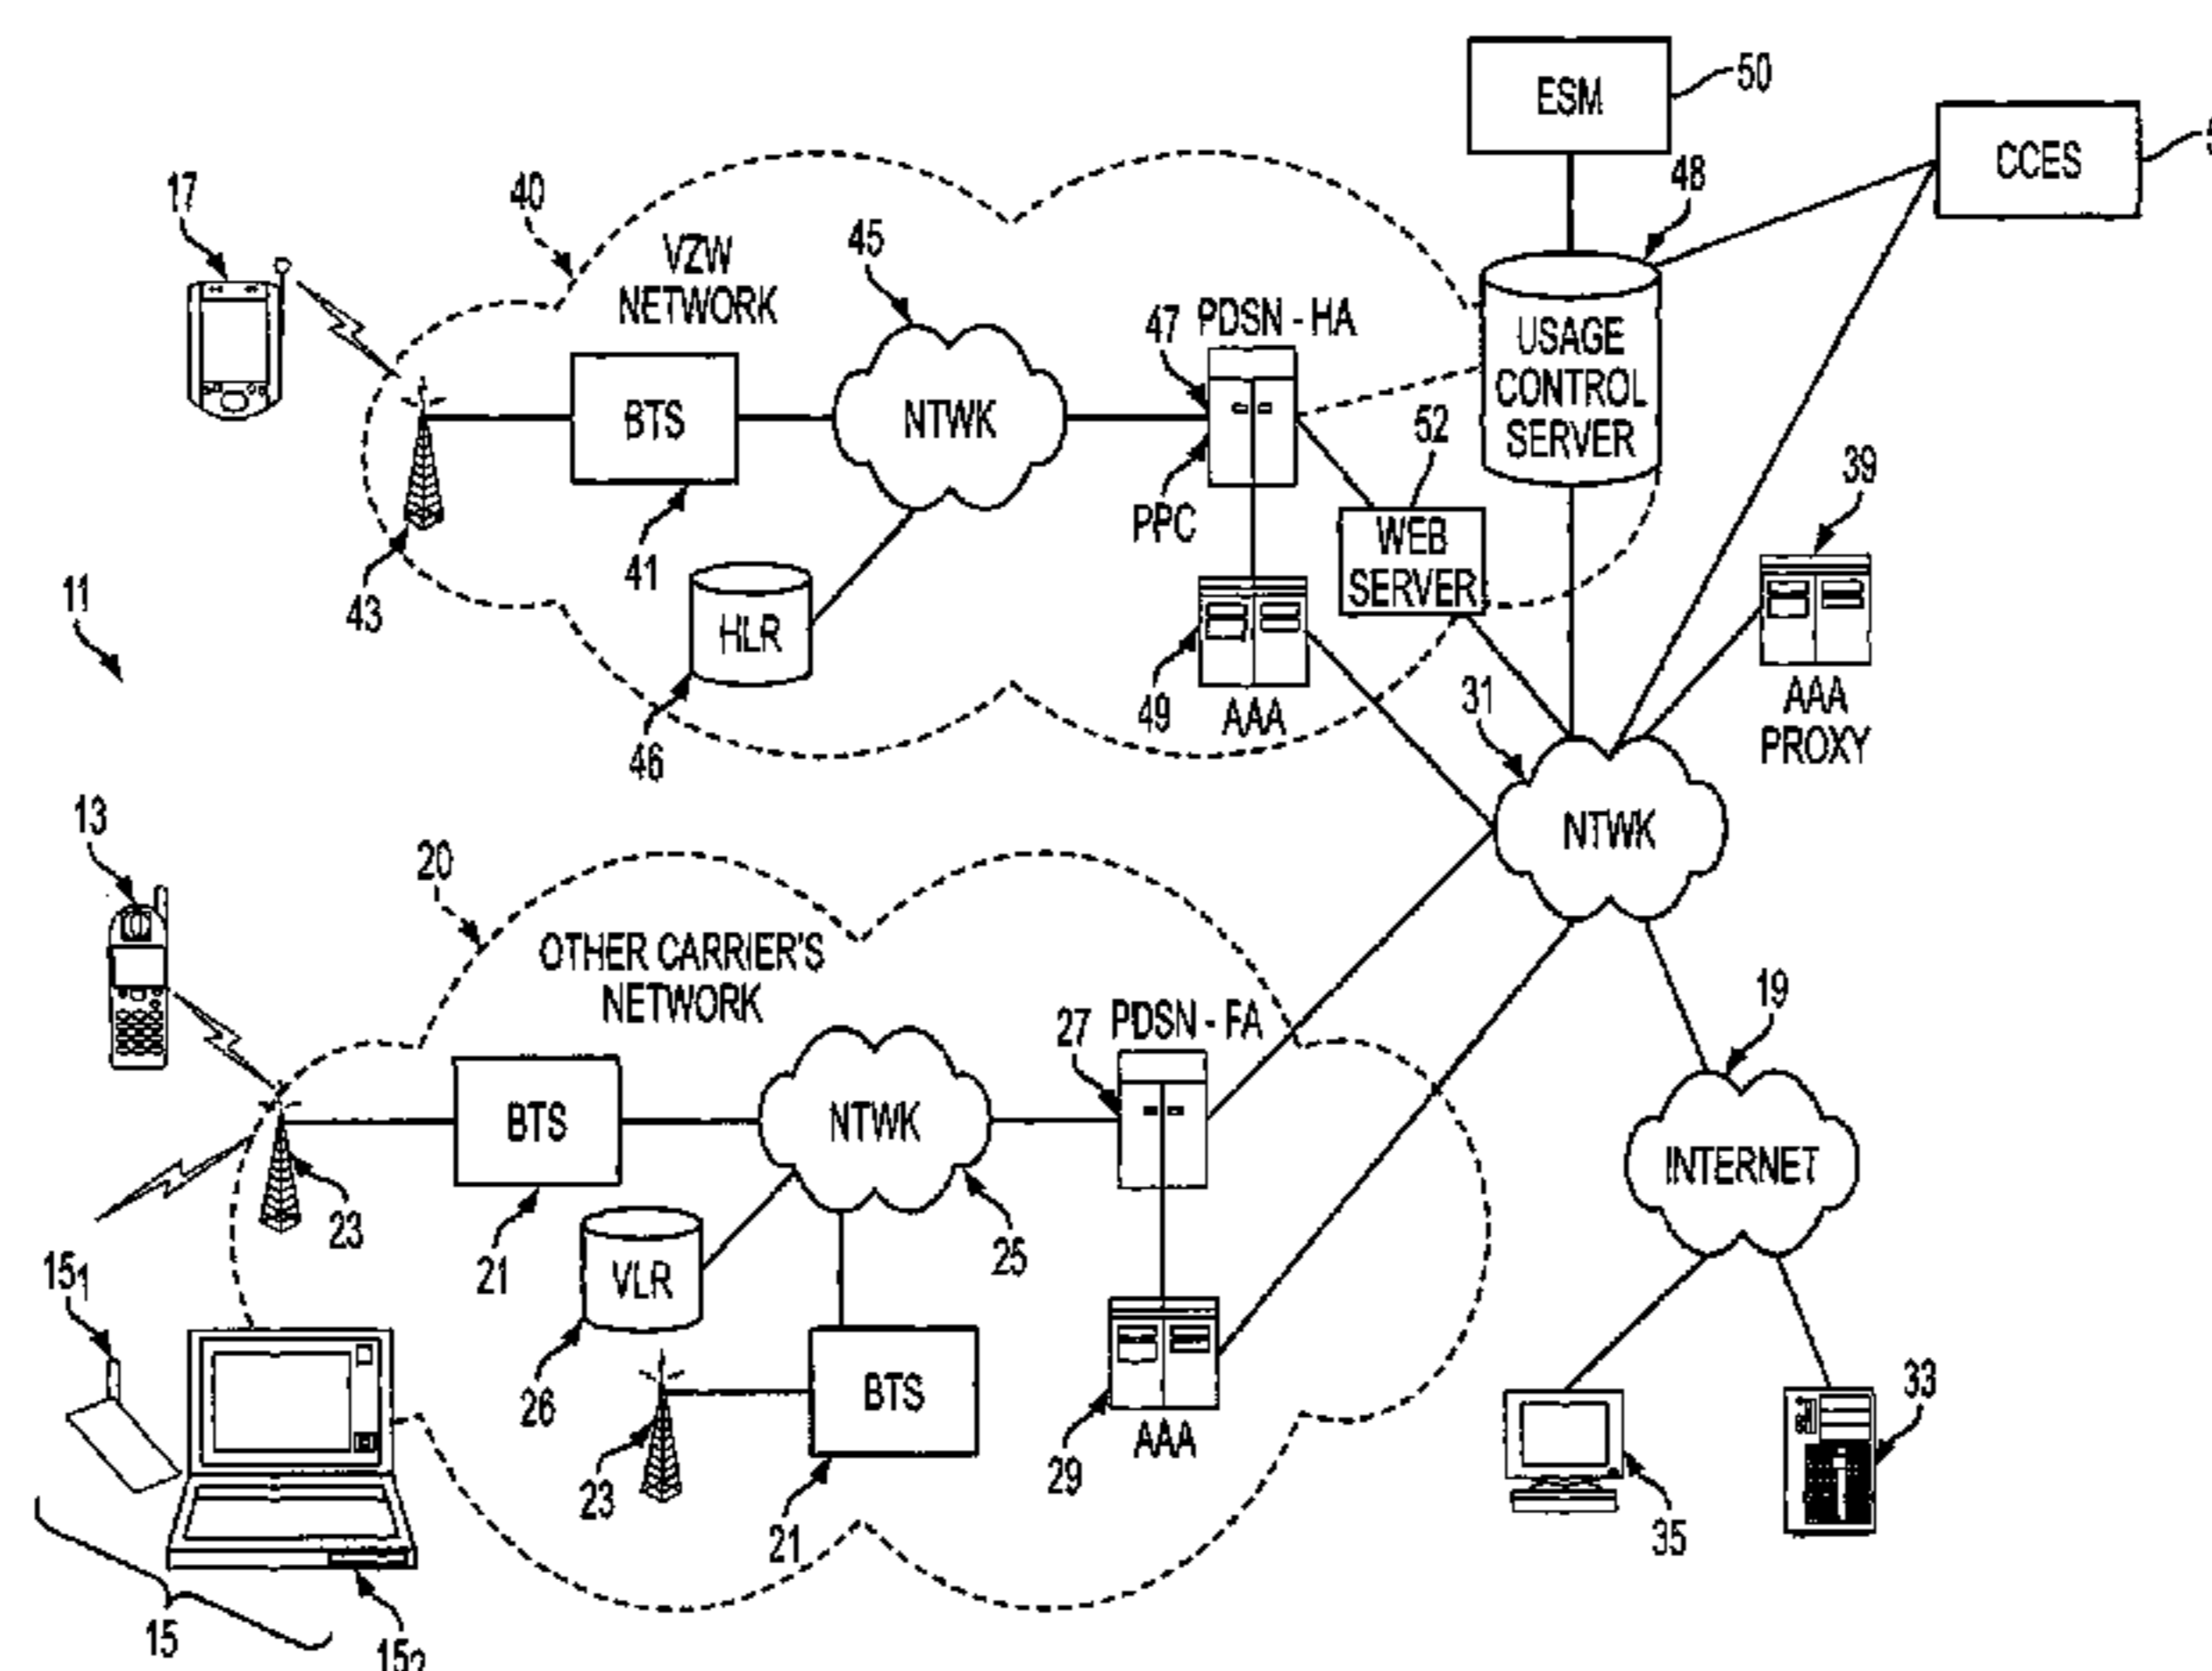 ESM
50
CCES
48
17
40
VZW
NETWORK
45
47
PDSN - HA
USAGE
CONTROL
SERVER
BTS
NTWK
52
39
PPC
WEB
SERVER
41
43
HLR
11
46
49
AAA
31
AAA
PROXY
NTWK
13
20
OTHER CARRIER'S
NETWORK
27
PDSN - FA
19
BTS
NTWK
INTERNET
23
21
25
15₁
VLR
26
BTS
33
23
29
AAA
21
35
15
15₂